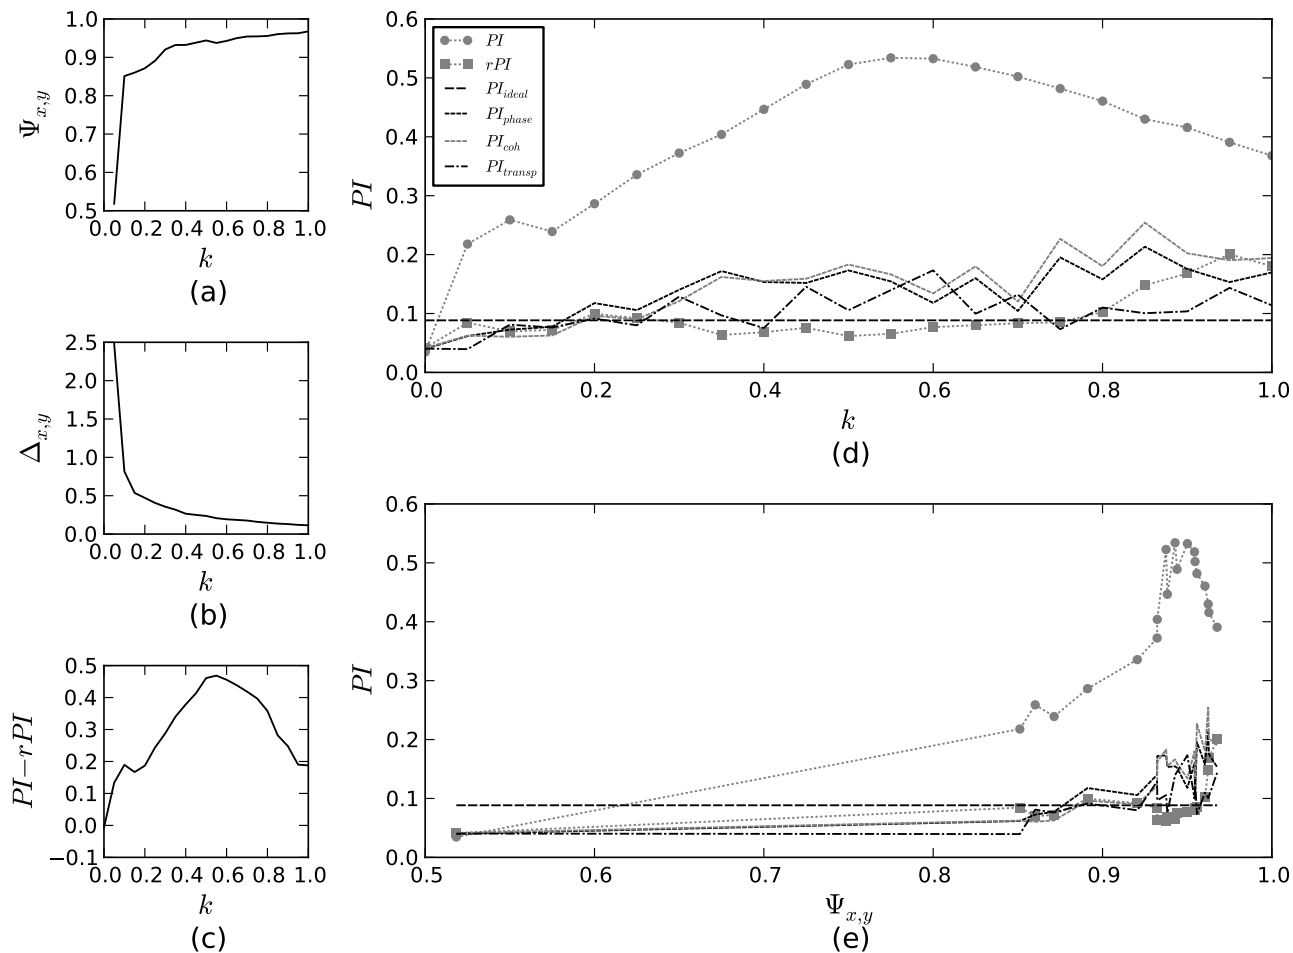 1.0
0.9
0.8
0.7
0.6
0.5
Ψx,y
0.0 0.2 0.4 0.6 0.8 1.0
k
(a)
2.5
2.0
1.5
1.0
0.5
0.0
Δx,y
0.0 0.2 0.4 0.6 0.8 1.0
k
(b)
0.5
0.4
0.3
0.2
0.1
0.0
−0.1
PI−rPI
0.0 0.2 0.4 0.6 0.8 1.0
k
(c)
0.6
0.5
0.4
0.3
0.2
0.1
0.0
PI
PI
rPI
PIideal
PIphase
PIcoh
PItransp
0.0 0.2 0.4 0.6 0.8 1.0
k
(d)
0.6
0.5
0.4
0.3
0.2
0.1
0.0
PI
0.5 0.6 0.7 0.8 0.9 1.0
Ψx,y
(e)